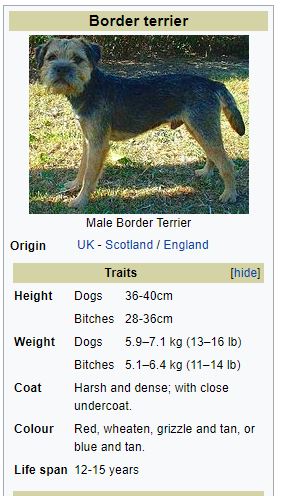 Border terrier
Male Border Terrier
Origin UK - Scotland / England
Traits [hide]
Height Dogs 36-40cm
Bitches 28-36cm
Weight Dogs 5.9–7.1 kg (13–16 lb)
Bitches 5.1–6.4 kg (11–14 lb)
Coat Harsh and dense; with close
undercoat.
Colour Red, wheaten, grizzle and tan, or
blue and tan.
Life span 12-15 years